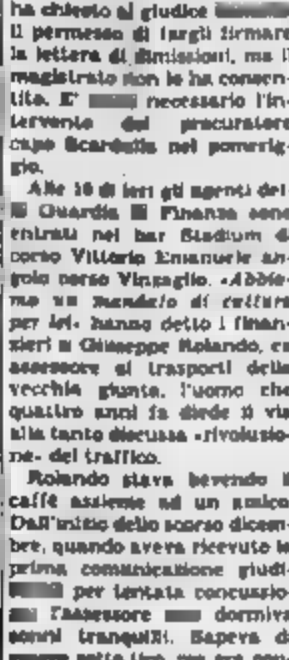 ha chiesto al giudice
il permesso di fargli firmare
la lettera di dimissioni, ma il
magistrato non lo ha consen-
tito. E' necessario l'in-
tervento del procuratore
capo Scardulla nel pomerig-
gio.
Alle 16 di ieri gli agenti del-
Guardia Finanza sono
entrati nel bar Stadium di
corso Vittorio Emanuele an-
golo corso Vinzaglio. «Abbia-
mo un mandato di cattura
per lei» hanno detto i finan-
zieri a Giuseppe Rolando, ex
assessore ai trasporti della
vecchia giunta, l'uomo che
quattro anni fa diede il via
alla tanto discussa «rivoluzio-
ne» del traffico.
Rolando stava bevendo il
caffè assieme ad un amico.
Dall'inizio dello scorso dicem-
bre, quando aveva ricevuto la
prima comunicazione giudi-
per tentata concussio-
l'assessore dormiva
sonni tranquilli. Sapeva di